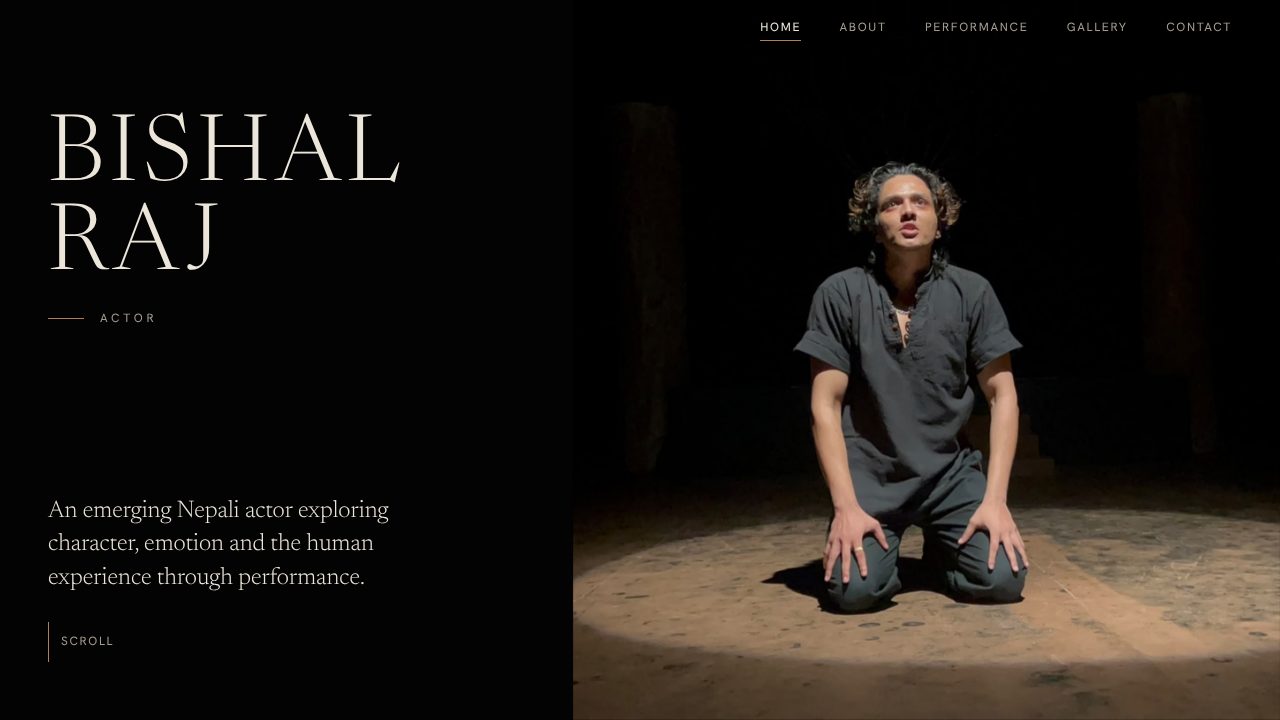 HOME ABOUT PERFORMANCE GALLERY CONTACT
BISHAL
RAJ
ACTOR
An emerging Nepali actor exploring
character, emotion and the human
experience through performance.
SCROLL